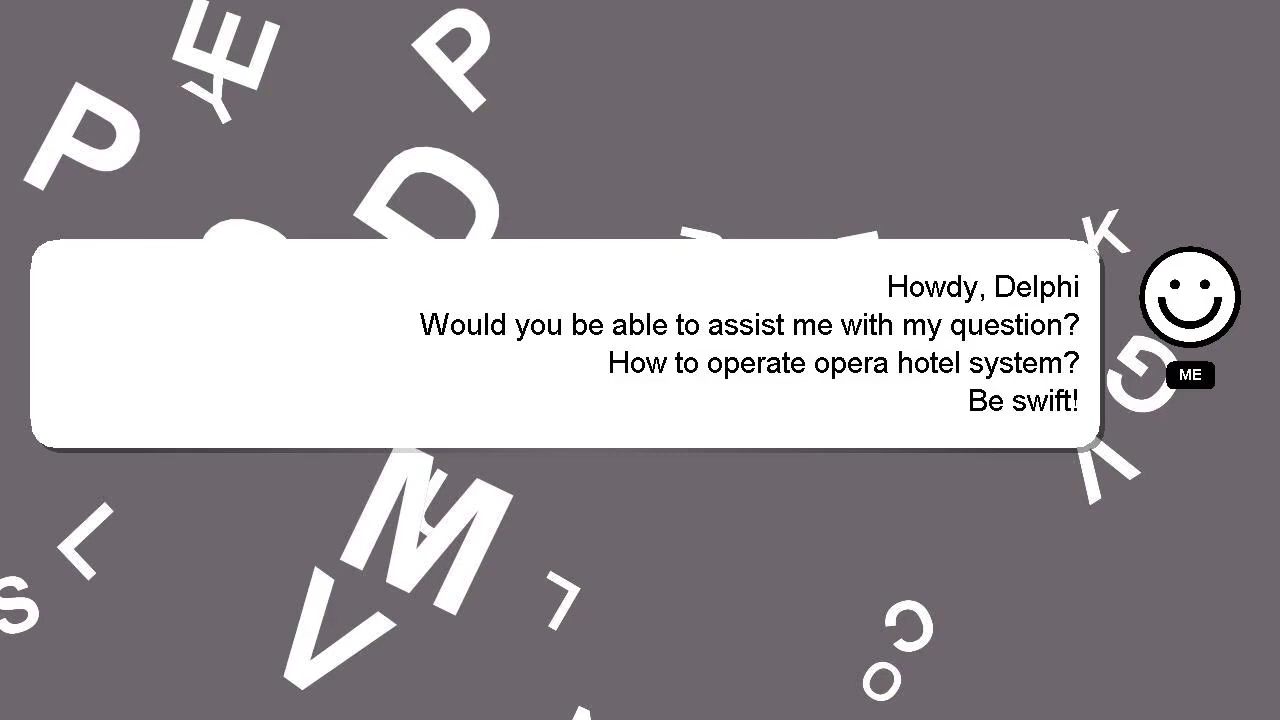 Howdy, Delphi
Would you be able to assist me with my question?
How to operate opera hotel system?
Be swift!
ME
P
E
Y
P
D
K
G
V
M
V
L
S
L
C
O